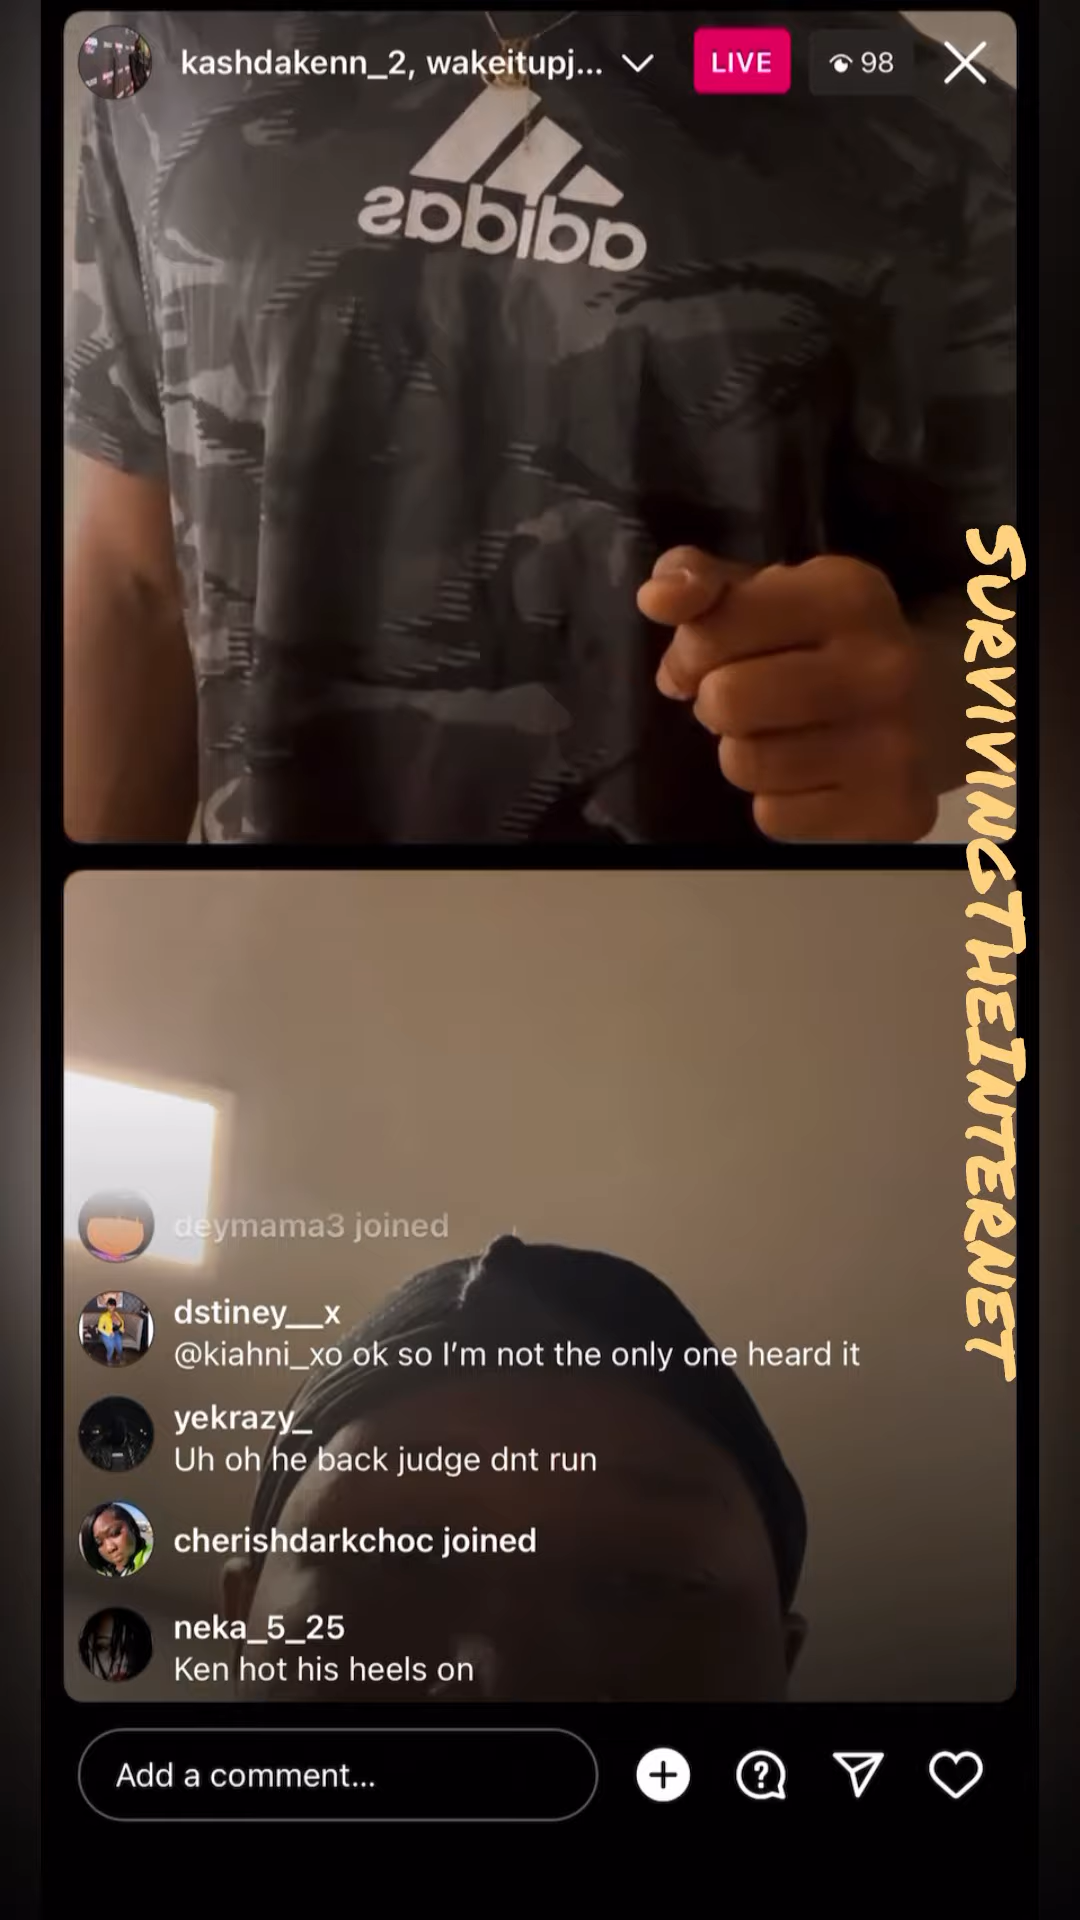 kashdakenn_2, wakeitupj...
LIVE
98
adidas
SURVIVINGTHEINTERNET
deymama3 joined
dstiney__x
@kiahni_xo ok so I'm not the only one heard it
yekrazy_
Uh oh he back judge dnt run
cherishdarkchoc joined
neka_5_25
Ken hot his heels on
Add a comment...